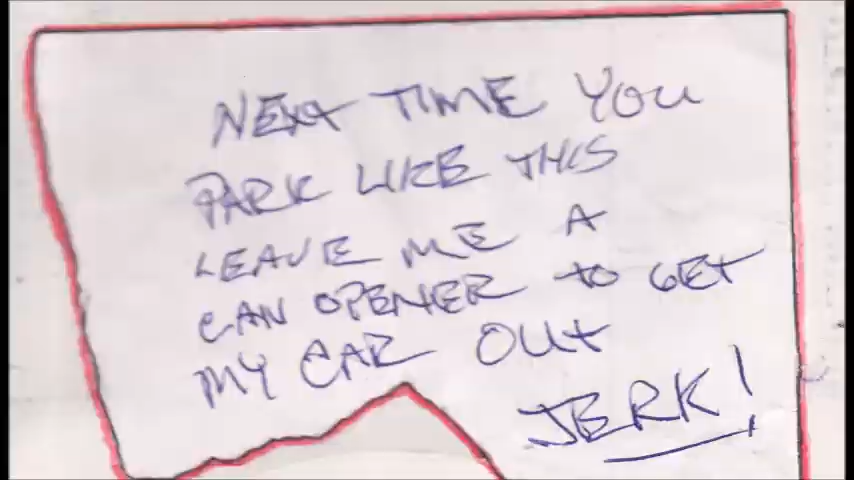 NEXT TIME YOU
PARK LIKE THIS
LEAVE ME A
CAN OPENER TO GET
MY CAR OUT
JERK!